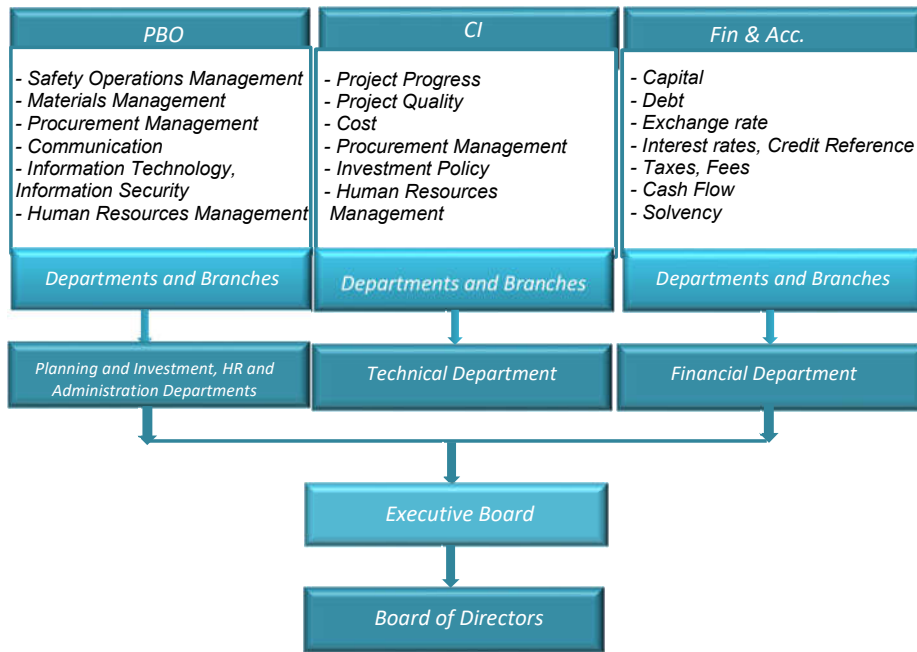 PBO
- Safety Operations Management
- Materials Management
- Procurement Management
- Communication
- Information Technology,
Information Security
- Human Resources Management
CI
- Project Progress
- Project Quality
- Cost
- Procurement Management
- Investment Policy
- Human Resources
Management
Fin & Acc.
- Capital
- Debt
- Exchange rate
- Interest rates, Credit Reference
- Taxes, Fees
- Cash Flow
- Solvency
Departments and Branches
Departments and Branches
Departments and Branches
Planning and Investment, HR and
Administration Departments
Technical Department
Financial Department
Executive Board
Board of Directors